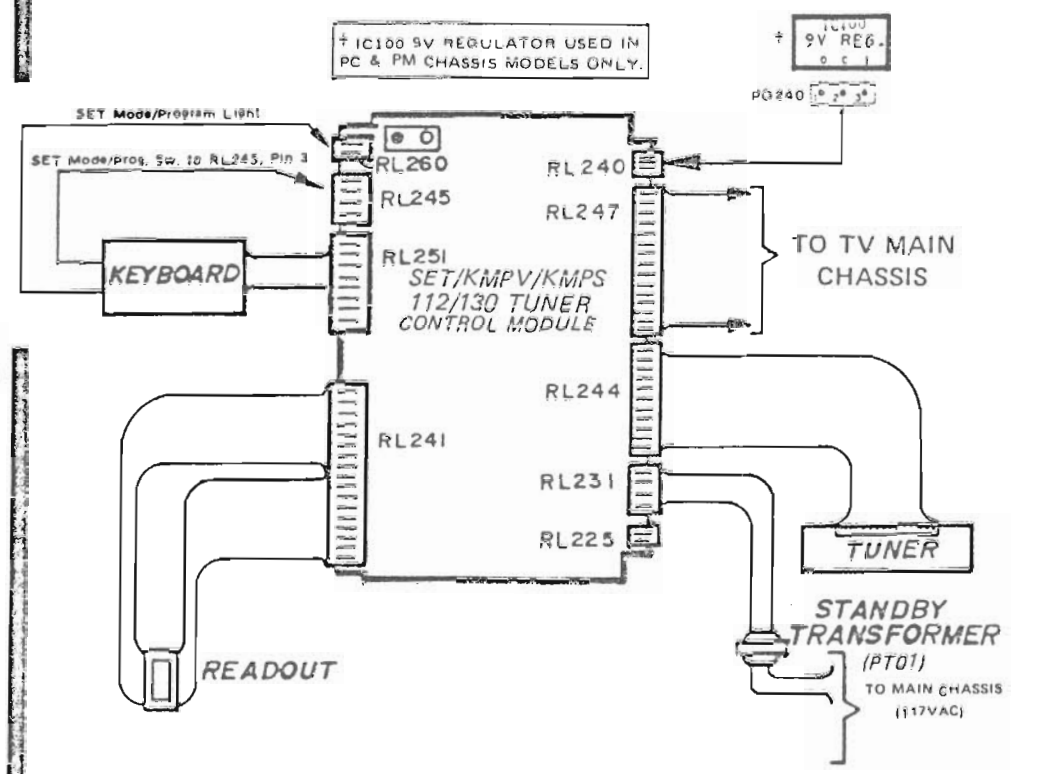 ‡ IC100 9V REGULATOR USED IN
PC & PM CHASSIS MODELS ONLY.
‡ IC100
9V REG.
O C I
PG240 1 2 3
SET Mode/Program Light
SET Mode/Prog. Sw. to RL245, Pin 3
RL260
RL245
RL251
RL240
RL247
TO TV MAIN
CHASSIS
KEYBOARD
SET/KMPV/KMPS
112/130 TUNER
CONTROL MODULE
RL244
RL241
RL231
RL225
TUNER
STANDBY
TRANSFORMER
(PT01)
TO MAIN CHASSIS
(117VAC)
READOUT